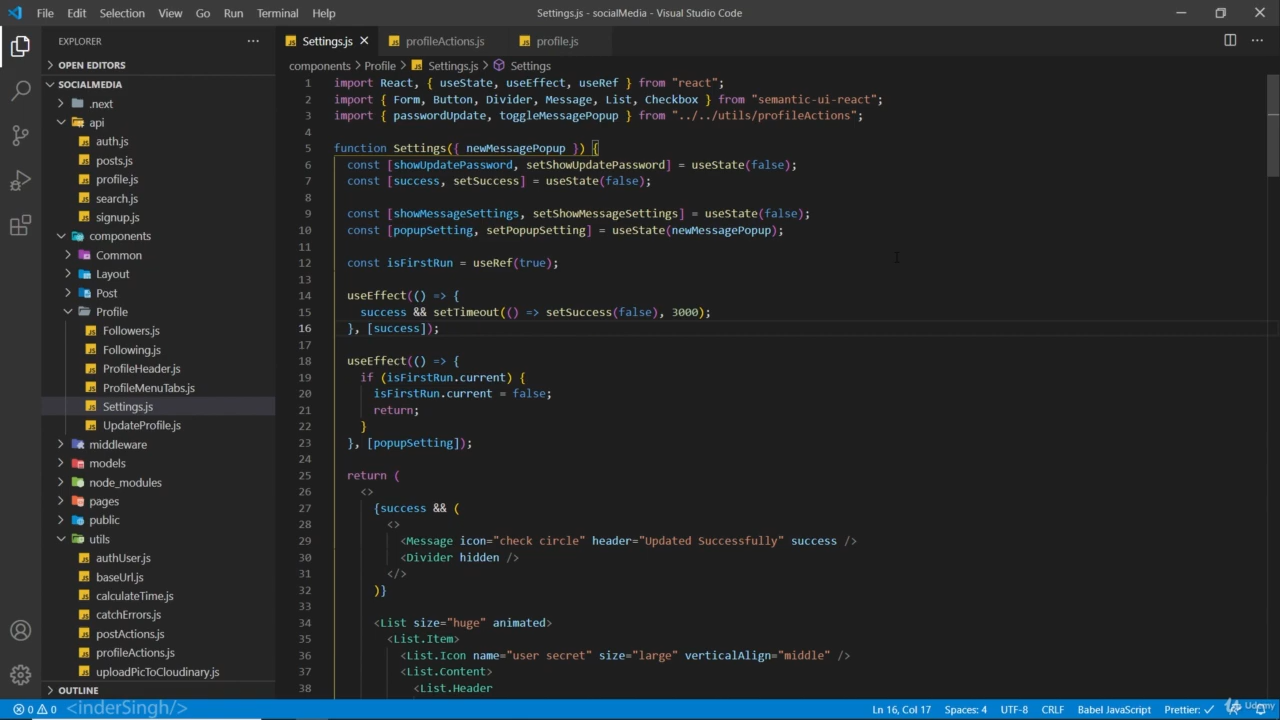 File Edit Selection View Go Run Terminal Help
Settings.js - socialMedia - Visual Studio Code
EXPLORER
OPEN EDITORS
SOCIALMEDIA
.next
api
auth.js
posts.js
profile.js
search.js
signup.js
components
Common
Layout
Post
Profile
Followers.js
Following.js
ProfileHeader.js
ProfileMenuTabs.js
Settings.js
UpdateProfile.js
middleware
models
node_modules
pages
public
utils
authUser.js
baseUrl.js
calculateTime.js
catchErrors.js
postActions.js
profileActions.js
uploadPicToCloudinary.js
OUTLINE
Settings.js profileActions.js profile.js
components > Profile > Settings.js > Settings
1 import React, { useState, useEffect, useRef } from "react";
2 import { Form, Button, Divider, Message, List, Checkbox } from "semantic-ui-react";
3 import { passwordUpdate, toggleMessagePopup } from "../../utils/profileActions";
4
5 function Settings({ newMessagePopup }) {
6 const [showUpdatePassword, setShowUpdatePassword] = useState(false);
7 const [success, setSuccess] = useState(false);
8
9 const [showMessageSettings, setShowMessageSettings] = useState(false);
10 const [popupSetting, setPopupSetting] = useState(newMessagePopup);
11
12 const isFirstRun = useRef(true);
13
14 useEffect(() => {
15 success && setTimeout(() => setSuccess(false), 3000);
16 }, [success]);
17
18 useEffect(() => {
19 if (isFirstRun.current) {
20 isFirstRun.current = false;
21 return;
22 }
23 }, [popupSetting]);
24
25 return (
26 <>
27 {success && (
28 <>
29 <Message icon="check circle" header="Updated Successfully" success />
30 <Divider hidden />
31 </>
32 )}
33
34 <List size="huge" animated>
35 <List.Item>
36 <List.Icon name="user secret" size="large" verticalAlign="middle" />
37 <List.Content>
38 <List.Header
0 0 <inderSingh/> Ln 16, Col 17 Spaces: 4 UTF-8 CRLF Babel JavaScript Prettier: ✓
Udemy